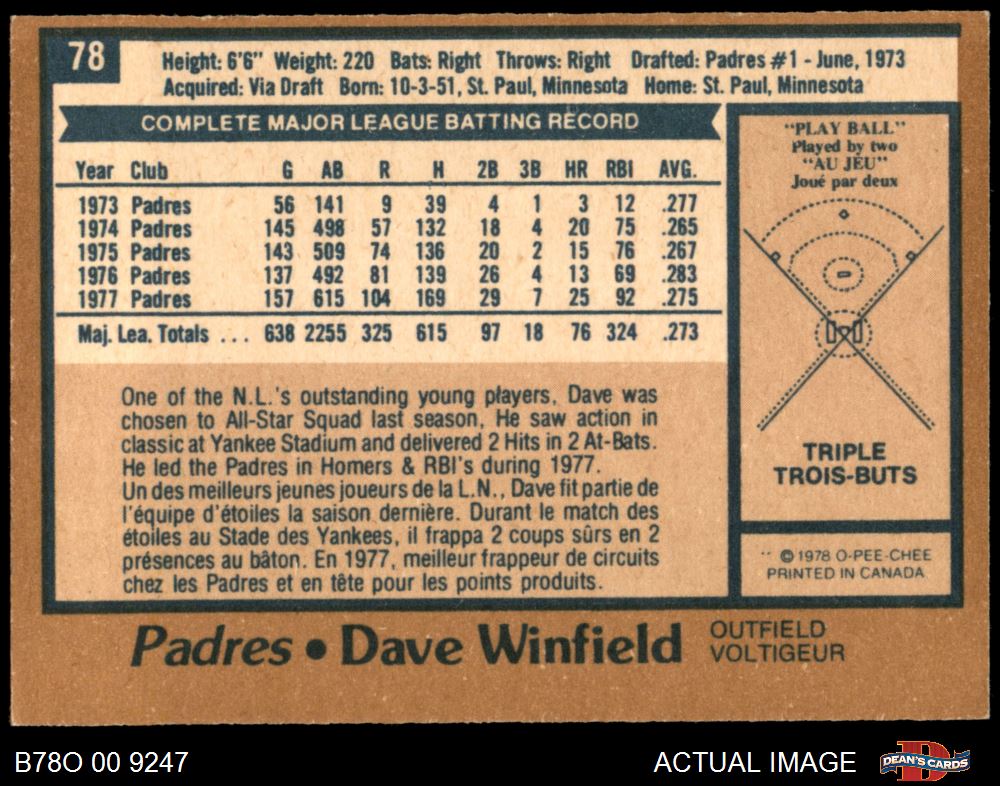 78
Height: 6'6" Weight: 220 Bats: Right Throws: Right Drafted: Padres #1 - June, 1973
Acquired: Via Draft Born: 10-3-51, St. Paul, Minnesota Home: St. Paul, Minnesota
COMPLETE MAJOR LEAGUE BATTING RECORD
Year Club G AB R H 2B 3B HR RBI AVG.
1973 Padres 56 141 9 39 4 1 3 12 .277
1974 Padres 145 498 57 132 18 4 20 75 .265
1975 Padres 143 509 74 136 20 2 15 76 .267
1976 Padres 137 492 81 139 26 4 13 69 .283
1977 Padres 157 615 104 169 29 7 25 92 .275
Maj. Lea. Totals ... 638 2255 325 615 97 18 76 324 .273
One of the N.L.'s outstanding young players, Dave was
chosen to All-Star Squad last season. He saw action in
classic at Yankee Stadium and delivered 2 Hits in 2 At-Bats.
He led the Padres in Homers & RBI's during 1977.
Un des meilleurs jeunes joueurs de la L.N., Dave fit partie de
l'équipe d'étoiles la saison dernière. Durant le match des
étoiles au Stade des Yankees, il frappa 2 coups sûrs en 2
présences au bâton. En 1977, meilleur frappeur de circuits
chez les Padres et en tête pour les points produits.
"PLAY BALL"
Played by two
"AU JEU"
Joué par deux
TRIPLE
TROIS-BUTS
© 1978 O-PEE-CHEE
PRINTED IN CANADA
Padres • Dave Winfield
OUTFIELD
VOLTIGEUR
B78O 00 9247
ACTUAL IMAGE
DEAN'S CARDS